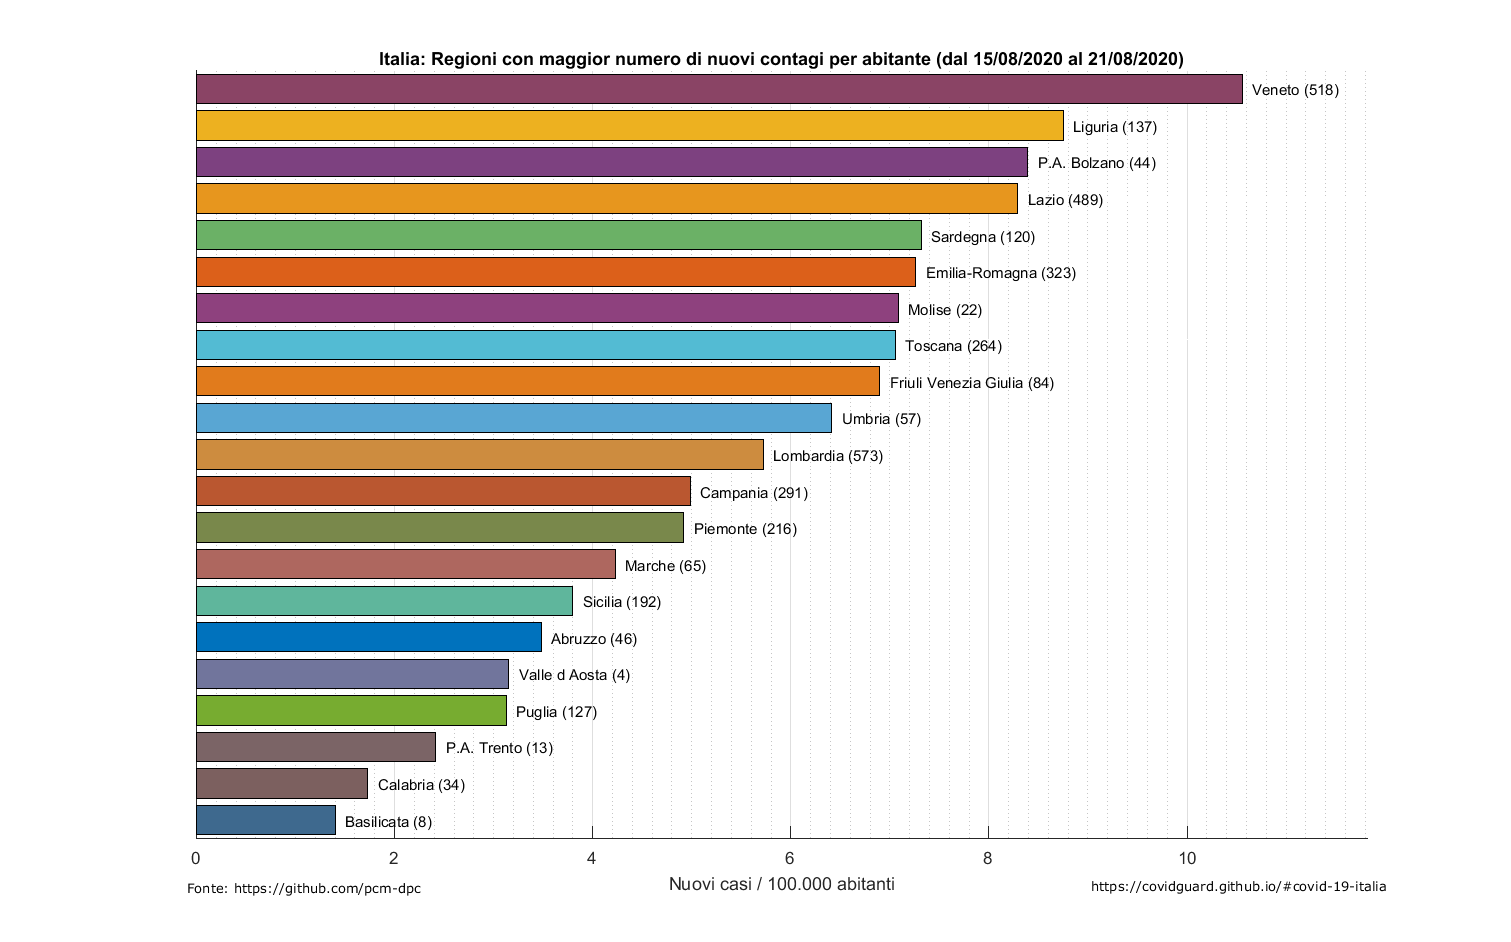 Italia: Regioni con maggior numero di nuovi contagi per abitante (dal 15/08/2020 al 21/08/2020)
Veneto (518)
Liguria (137)
P.A. Bolzano (44)
Lazio (489)
Sardegna (120)
Emilia-Romagna (323)
Molise (22)
Toscana (264)
Friuli Venezia Giulia (84)
Umbria (57)
Lombardia (573)
Campania (291)
Piemonte (216)
Marche (65)
Sicilia (192)
Abruzzo (46)
Valle d Aosta (4)
Puglia (127)
P.A. Trento (13)
Calabria (34)
Basilicata (8)
0 2 4 6 8 10
Nuovi casi / 100.000 abitanti
Fonte: https://github.com/pcm-dpc
https://covidguard.github.io/#covid-19-italia